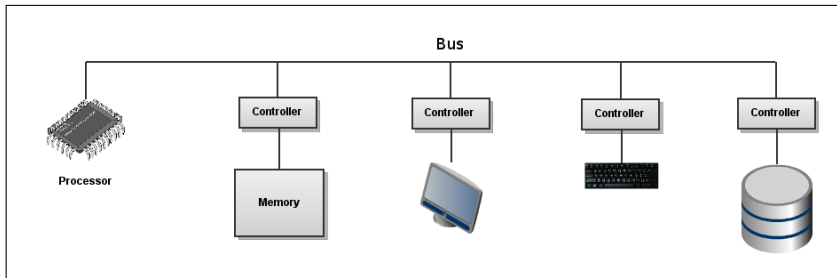 Bus
Controller
Controller
Controller
Controller
Processor
Memory